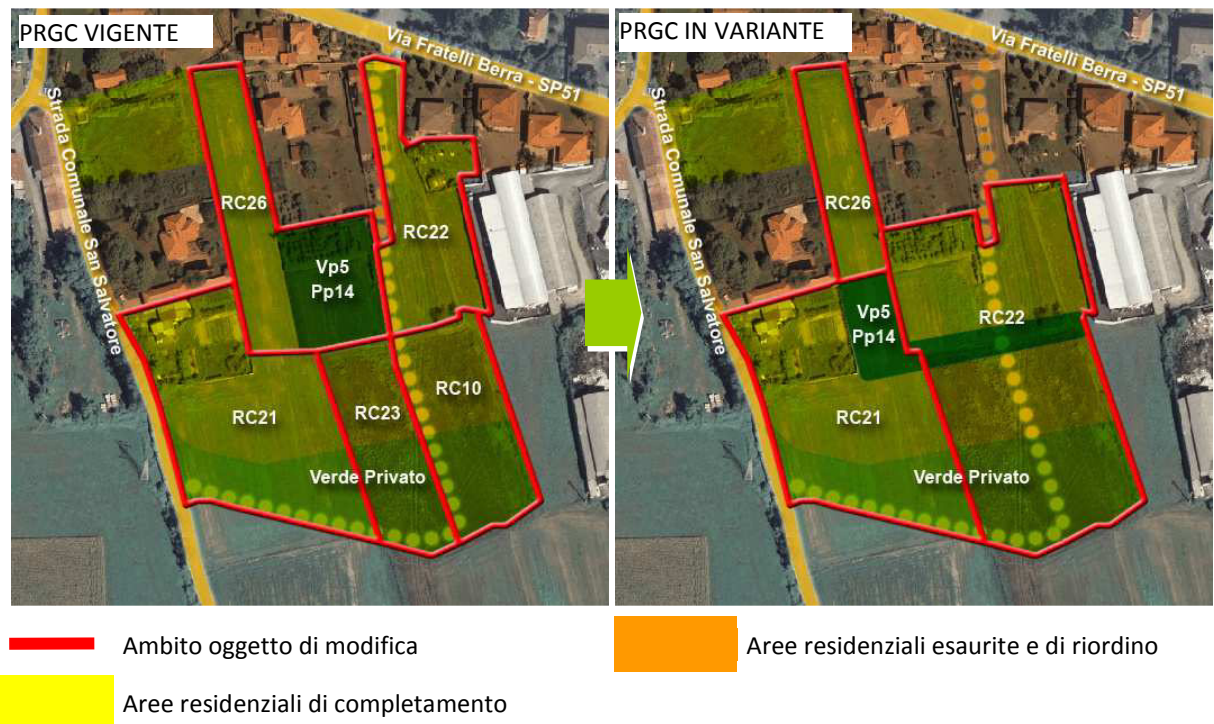 PRGC VIGENTE
Via Fratelli Berra - SP51
Strada Comunale San Salvatore
RC26
RC22
Vp5
Pp14
RC10
RC23
RC21
Verde Privato
PRGC IN VARIANTE
Via Fratelli Berra - SP51
Strada Comunale San Salvatore
RC26
Vp5
Pp14
RC22
RC21
Verde Privato
Ambito oggetto di modifica
Aree residenziali esaurite e di riordino
Aree residenziali di completamento